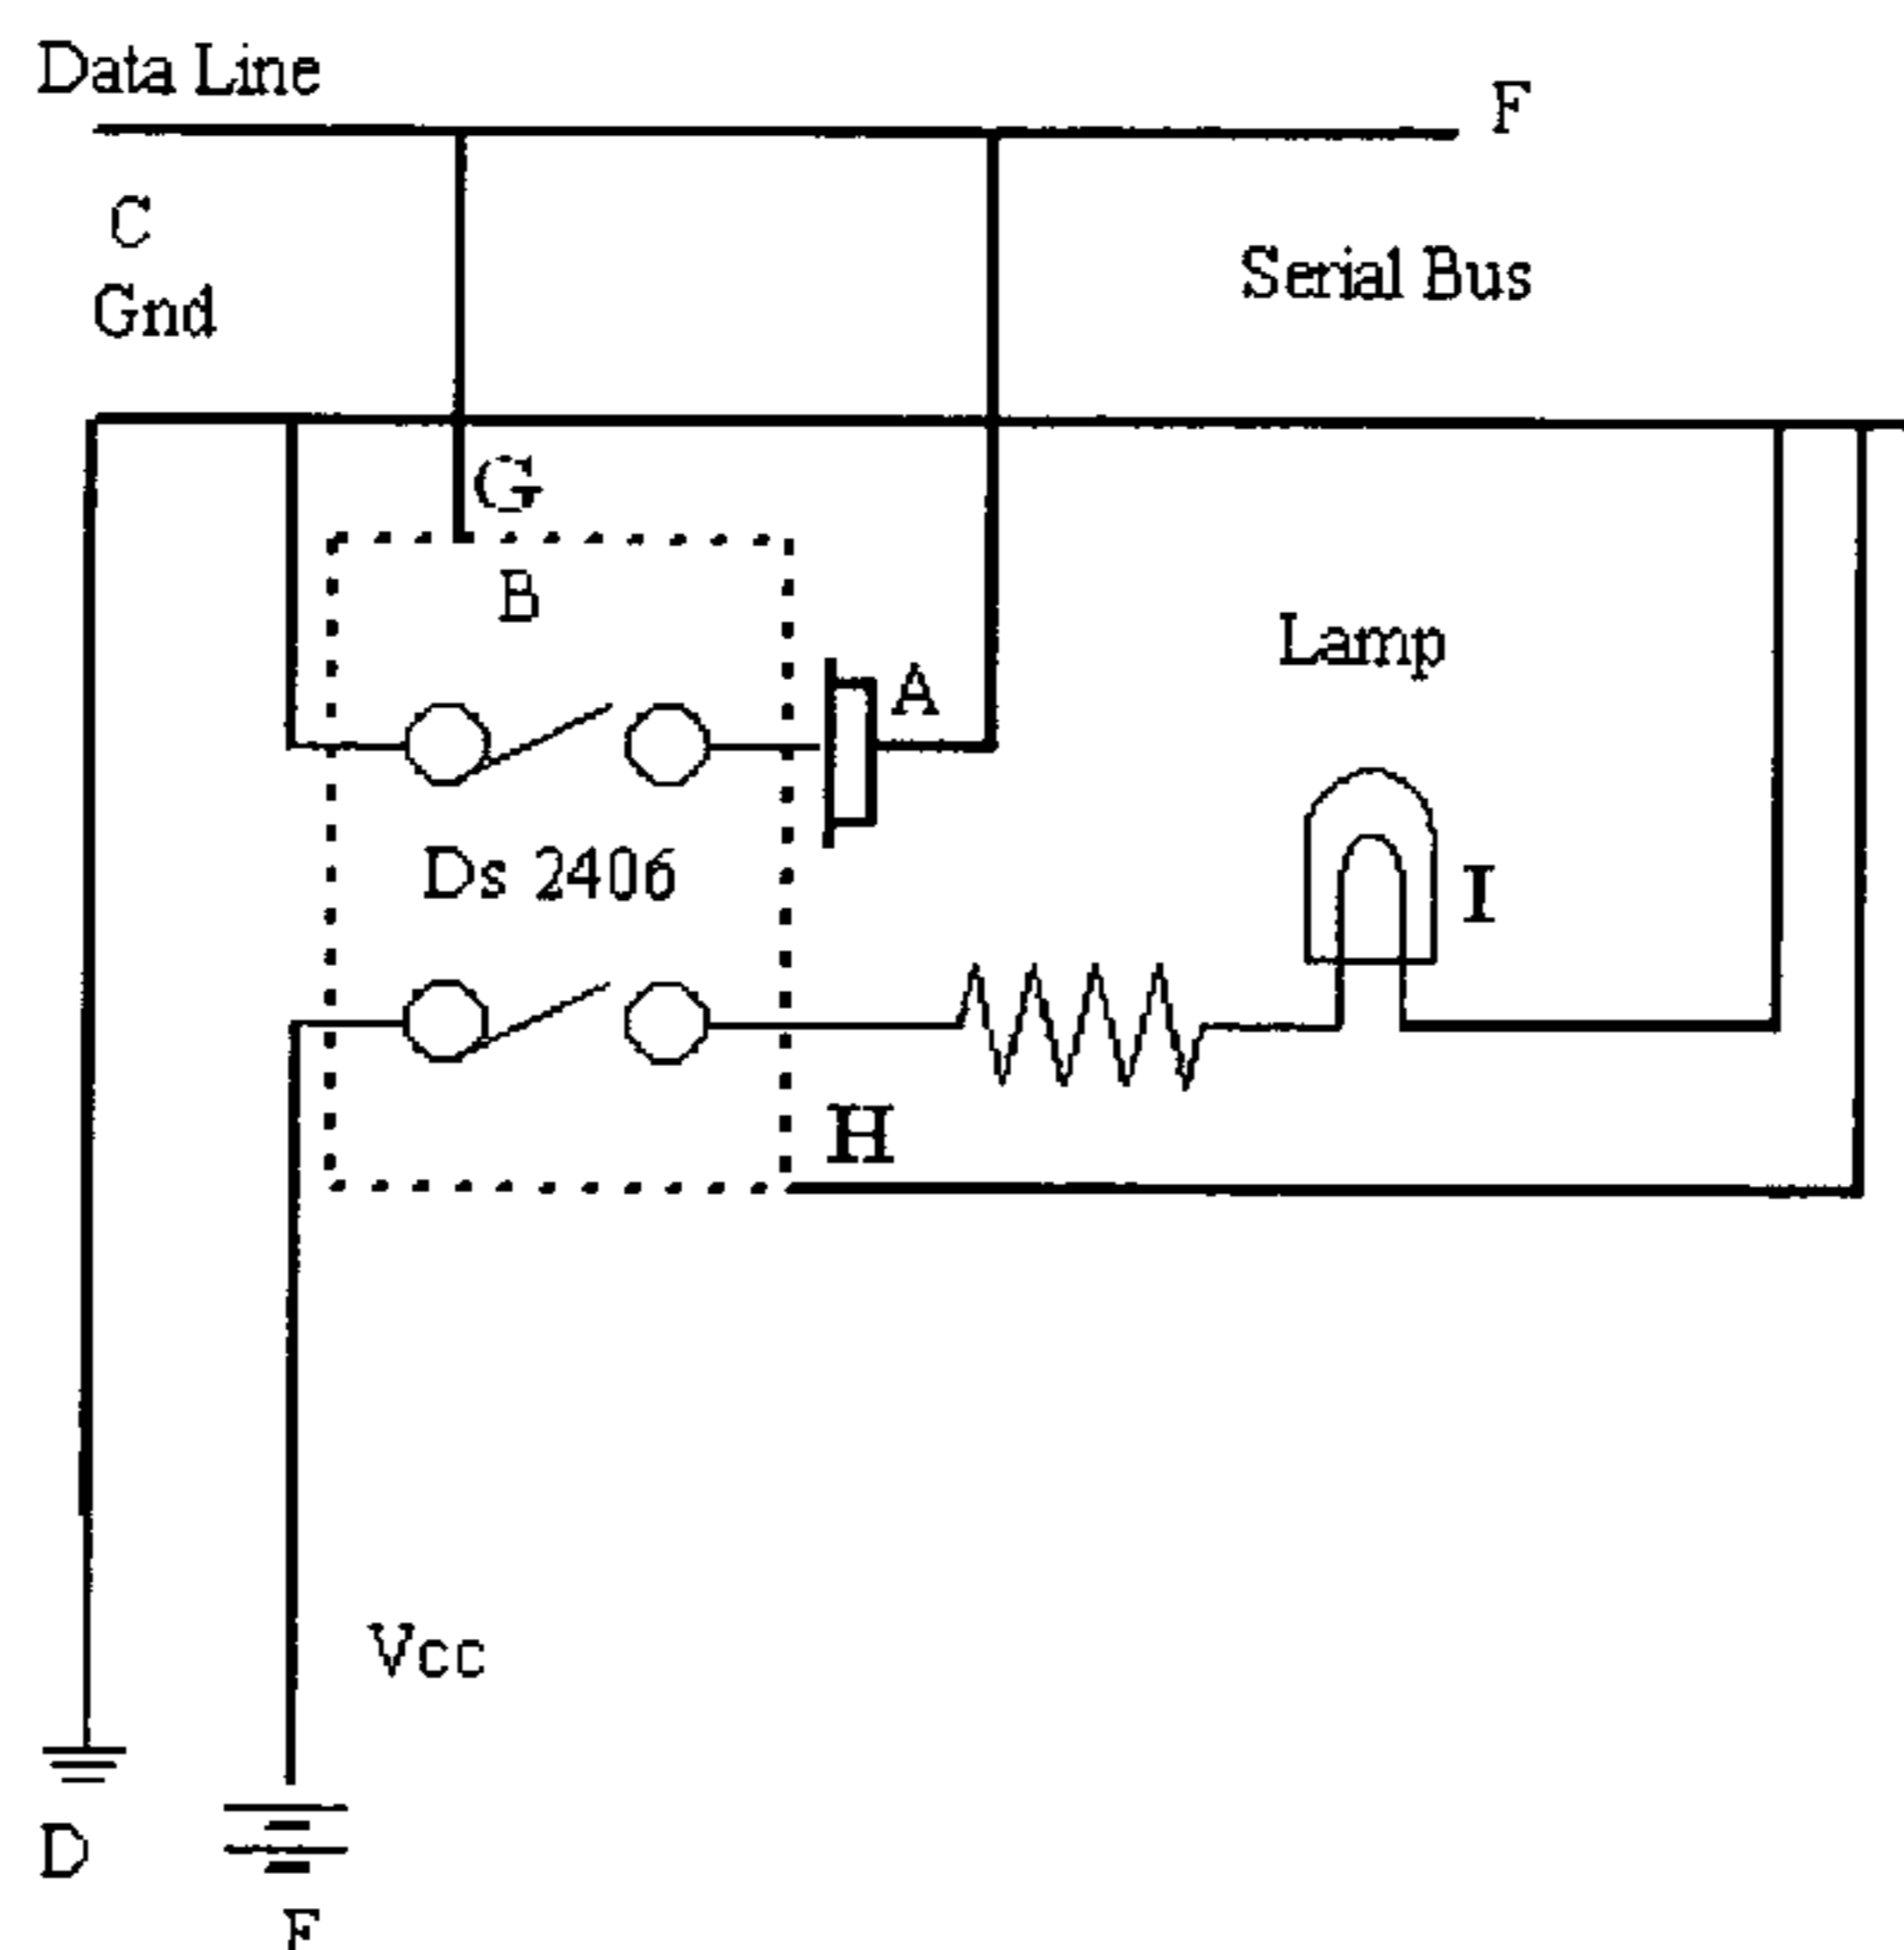 Data Line
F
C
Serial Bus
Gnd
G
B
Lamp
A
Ds 2406
I
H
Vcc
D